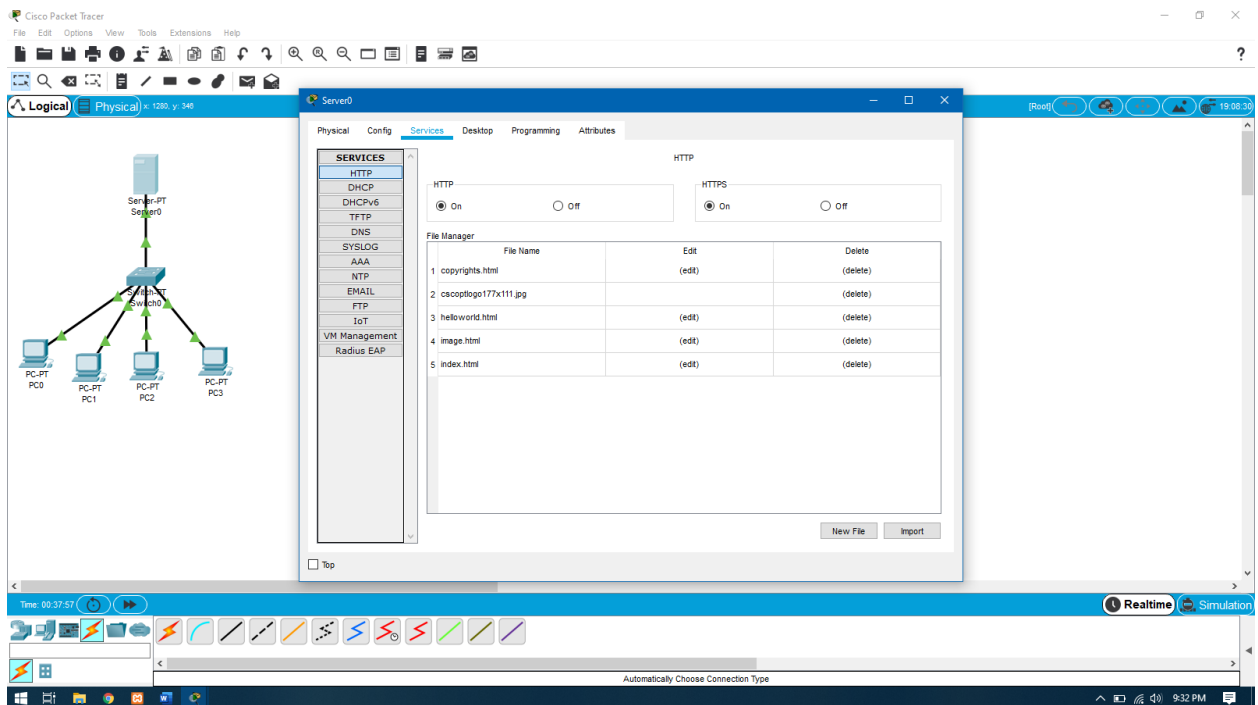 Cisco Packet Tracer
File Edit Options View Tools Extensions Help
?
Logical Physical x: 1280, y: 346
[Root] 19:08:30
Server-PT
Server0
Switch-PT
Switch0
PC-PT
PC0
PC-PT
PC1
PC-PT
PC2
PC-PT
PC3
Server0
Physical Config Services Desktop Programming Attributes
SERVICES
HTTP
DHCP
DHCPv6
TFTP
DNS
SYSLOG
AAA
NTP
EMAIL
FTP
IoT
VM Management
Radius EAP
HTTP
HTTP
On Off
HTTPS
On Off
File Manager
File Name Edit Delete
1 copyrights.html (edit) (delete)
2 cscoptlogo177x111.jpg (delete)
3 helloworld.html (edit) (delete)
4 image.html (edit) (delete)
5 index.html (edit) (delete)
New File Import
Top
Time: 00:37:57
Realtime Simulation
Automatically Choose Connection Type
9:32 PM